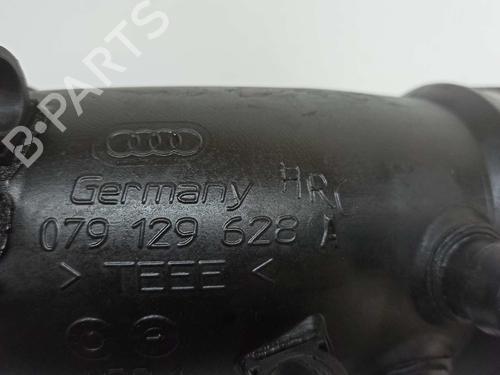 B-PARTS
Germany
079 129 628 A
> TEEE <